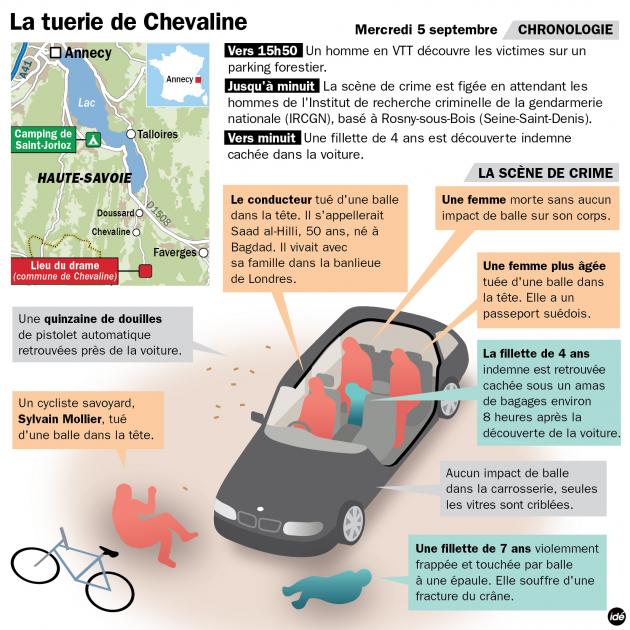 La tuerie de Chevaline
Mercredi 5 septembre
CHRONOLOGIE
Vers 15h50 Un homme en VTT découvre les victimes sur un
parking forestier.
Jusqu'à minuit La scène de crime est figée en attendant les
hommes de l'Institut de recherche criminelle de la gendarmerie
nationale (IRCGN), basé à Rosny-sous-Bois (Seine-Saint-Denis).
Vers minuit Une fillette de 4 ans est découverte indemne
cachée dans la voiture.
A41
Annecy
Annecy
Lac
Camping de
Saint-Jorioz
Talloires
HAUTE-SAVOIE
Doussard
D1508
Chevaline
Faverges
Lieu du drame
(commune de Chevaline)
LA SCÈNE DE CRIME
Le conducteur tué d'une balle
dans la tête. Il s'appellerait
Saad al-Hilli, 50 ans, né à
Bagdad. Il vivait avec
sa famille dans la banlieue
de Londres.
Une femme morte sans aucun
impact de balle sur son corps.
Une femme plus âgée
tuée d'une balle dans
la tête. Elle a un
passeport suédois.
Une quinzaine de douilles
de pistolet automatique
retrouvées près de la voiture.
La fillette de 4 ans
indemne est retrouvée
cachée sous un amas
de bagages environ
8 heures après la
découverte de la voiture.
Un cycliste savoyard,
Sylvain Mollier, tué
d'une balle dans la tête.
Aucun impact de balle
dans la carrosserie, seules
les vitres sont criblées.
Une fillette de 7 ans violemment
frappée et touchée par balle
à une épaule. Elle souffre d'une
fracture du crâne.
idé